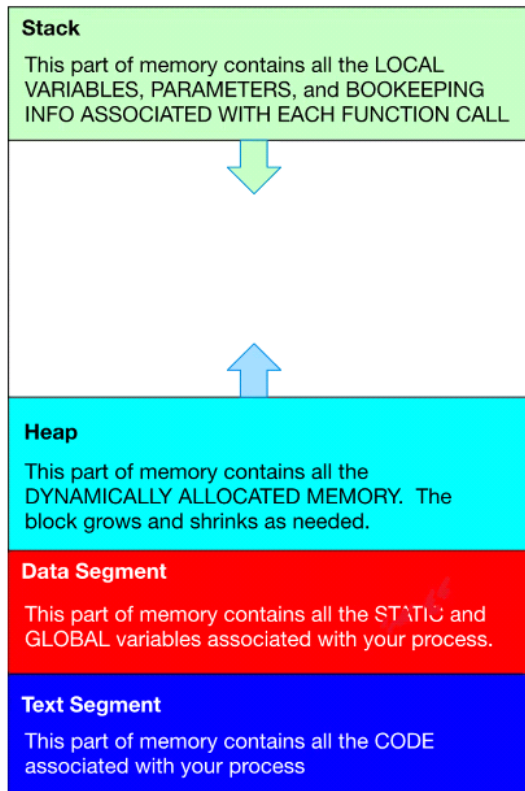 Stack
This part of memory contains all the LOCAL
VARIABLES, PARAMETERS, and BOOKEEPING
INFO ASSOCIATED WITH EACH FUNCTION CALL
Heap
This part of memory contains all the
DYNAMICALLY ALLOCATED MEMORY.  The
block grows and shrinks as needed.
Data Segment
This part of memory contains all the STATIC and
GLOBAL variables associated with your process.
Text Segment
This part of memory contains all the CODE
associated with your process